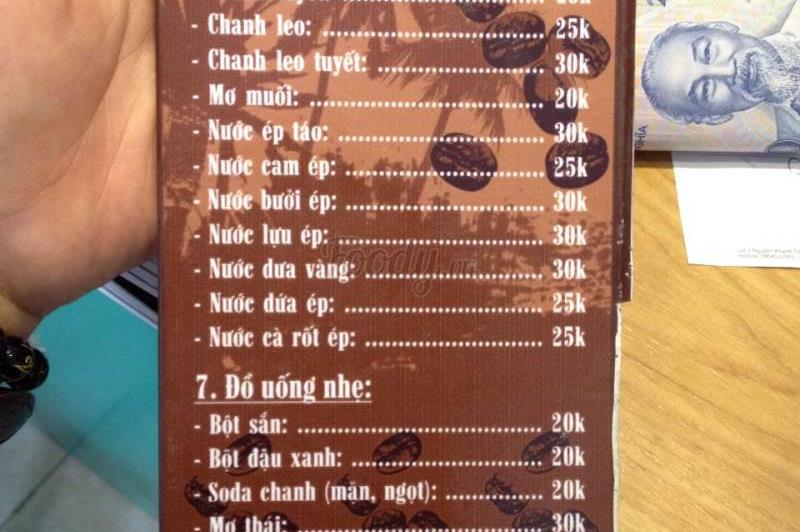 - Chanh leo: 25k
- Chanh leo tuyết: 30k
- Mơ muối: 20k
- Nước ép táo: 30k
- Nước cam ép: 25k
- Nước bưởi ép: 30k
- Nước lựu ép: 30k
- Nước dưa vàng: 30k
- Nước dứa ép: 25k
- Nước cà rốt ép: 25k
7. Đồ uống nhẹ:
- Bột sắn: 20k
- Bột đậu xanh: 20k
- Soda chanh (mặn, ngọt): 20k
- Mơ thái: 30k
Foody.vn
NGHĨA